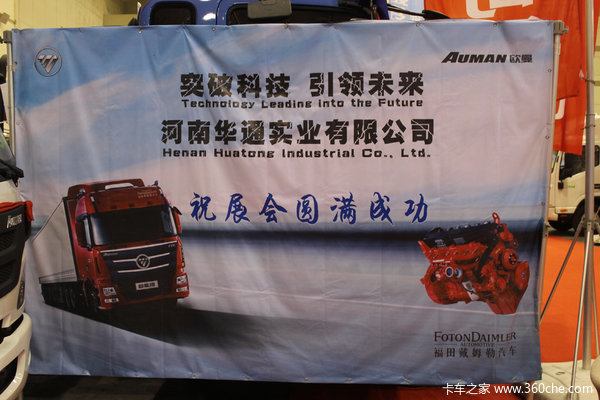 AUMAN 欧曼
突破科技 引领未来
Technology Leading into the Future
河南华通实业有限公司
Henan Huatong Industrial Co., Ltd.
祝展会圆满成功
FOTONDAIMLER
AUTOMOTIVE
福田戴姆勒汽车
卡车之家 www.360che.com